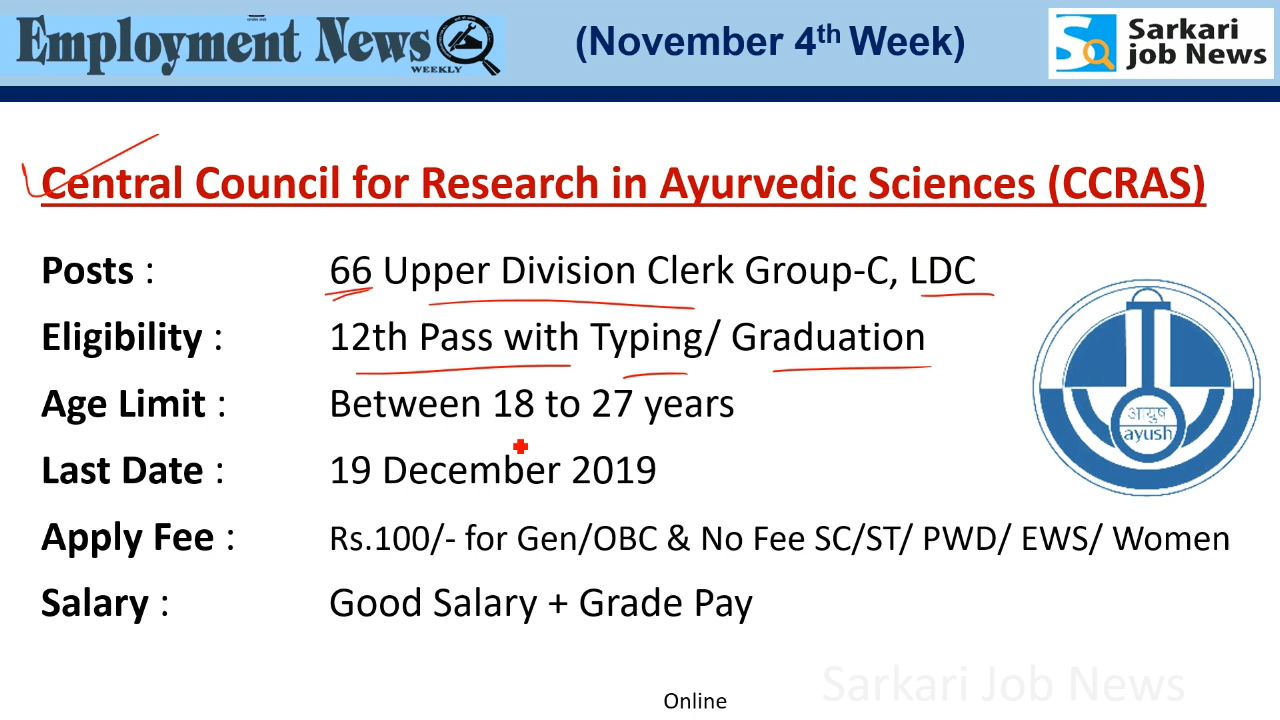 Employment News
WEEKLY
(November 4th Week)
Sarkari
job News
Central Council for Research in Ayurvedic Sciences (CCRAS)
Posts : 66 Upper Division Clerk Group-C, LDC
Eligibility : 12th Pass with Typing/ Graduation
Age Limit : Between 18 to 27 years
Last Date : 19 December 2019
Apply Fee : Rs.100/- for Gen/OBC & No Fee SC/ST/ PWD/ EWS/ Women
Salary : Good Salary + Grade Pay
आयुष
ayush
Sarkari Job News
Online